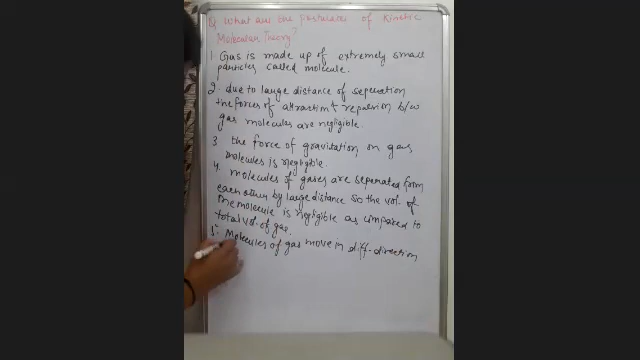 Q What are the postulates of Kinetic
Molecular Theory?
1 Gas is made up of extremely small
particles called molecule.
2. due to large distance of seperation
the forces of attraction & repulsion b/w
gas molecules are negligible.
3 the force of gravitation on gas
molecules is negligible.
4. molecules of gases are separated from
each other by large distance so the vol. of
the molecule is negligible as compared to
total vol. of gas.
5. Molecules of gas move in diff. direction